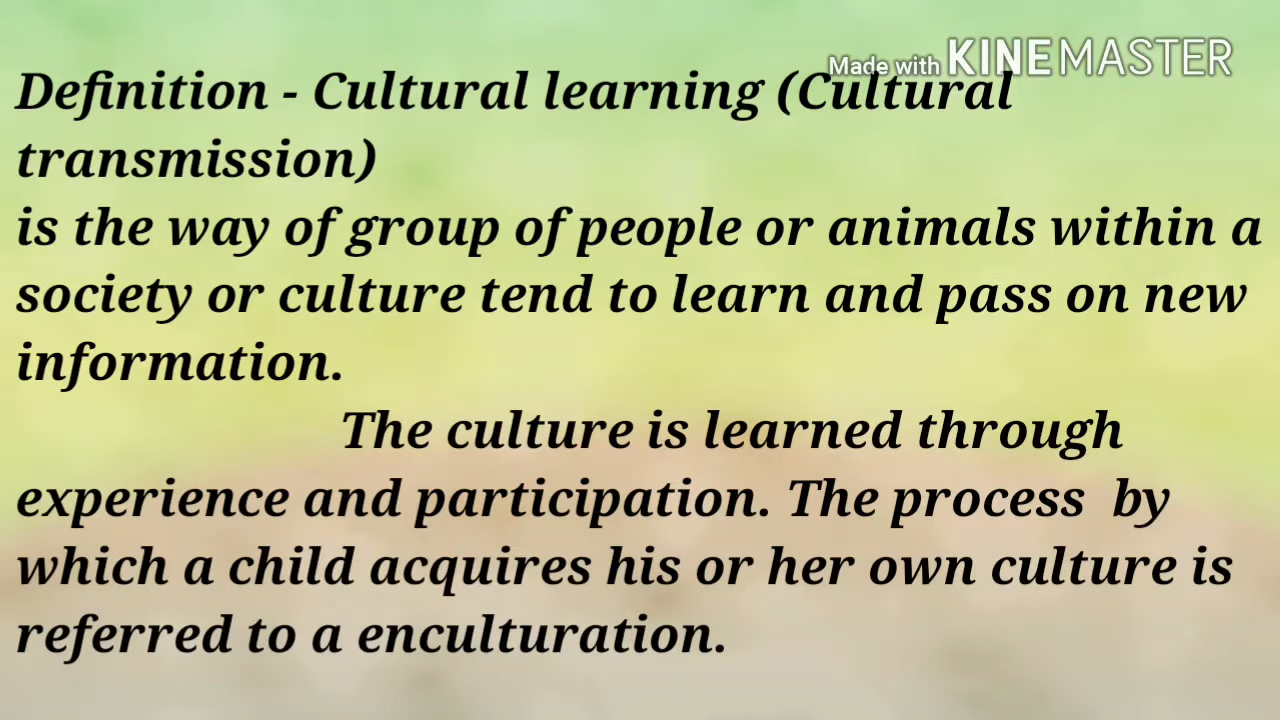 Made with KINEMASTER
Definition - Cultural learning (Cultural
transmission)
is the way of group of people or animals within a
society or culture tend to learn and pass on new
information.
The culture is learned through
experience and participation. The process  by
which a child acquires his or her own culture is
referred to a enculturation.